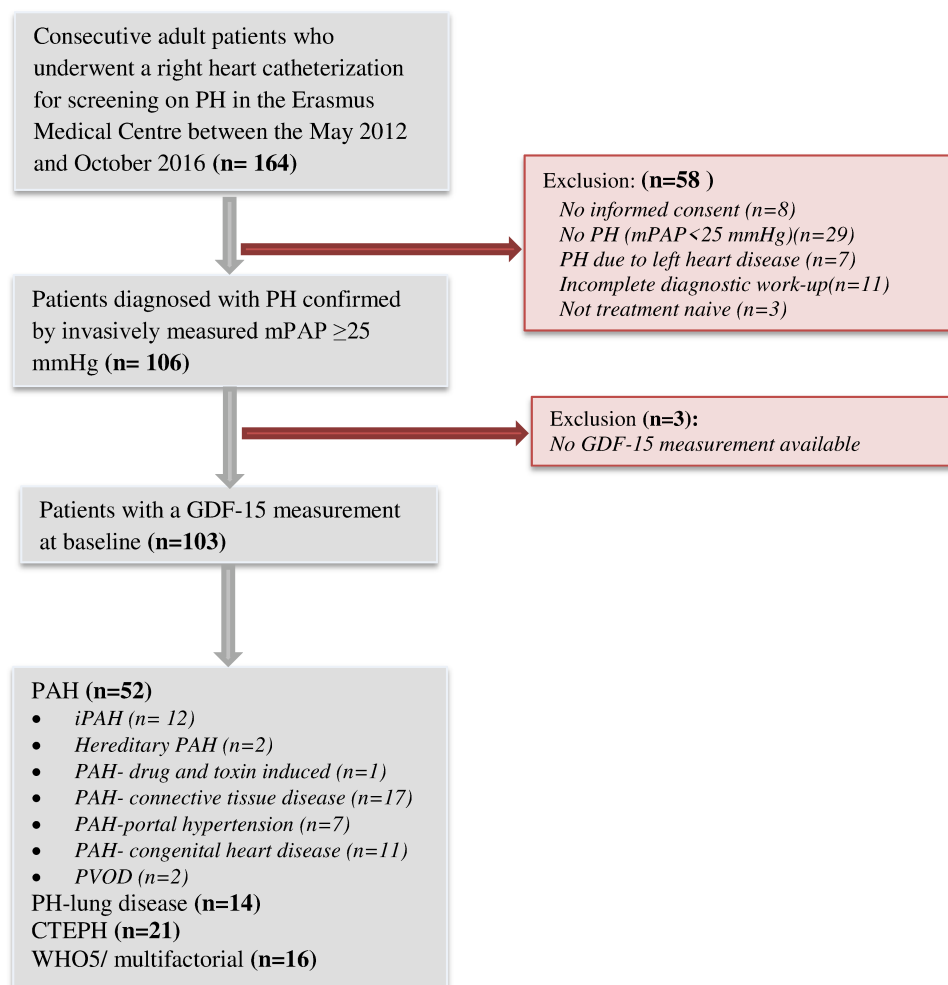 Consecutive adult patients who
underwent a right heart catheterization
for screening on PH in the Erasmus
Medical Centre between the May 2012
and October 2016 (n= 164)
Exclusion: (n=58 )
No informed consent (n=8)
No PH (mPAP<25 mmHg)(n=29)
PH due to left heart disease (n=7)
Incomplete diagnostic work-up(n=11)
Not treatment naive (n=3)
Patients diagnosed with PH confirmed
by invasively measured mPAP ≥25
mmHg (n= 106)
Exclusion (n=3):
No GDF-15 measurement available
Patients with a GDF-15 measurement
at baseline (n=103)
PAH (n=52)
• iPAH (n= 12)
• Hereditary PAH (n=2)
• PAH- drug and toxin induced (n=1)
• PAH- connective tissue disease (n=17)
• PAH-portal hypertension (n=7)
• PAH- congenital heart disease (n=11)
• PVOD (n=2)
PH-lung disease (n=14)
CTEPH (n=21)
WHO5/ multifactorial (n=16)